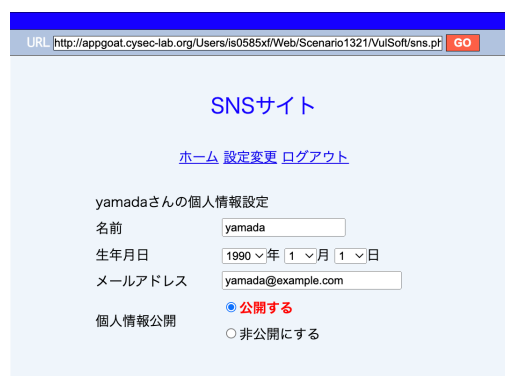 URL http://appgoat.cysec-lab.org/Users/is0585xf/Web/Scenario1321/VulSoft/sns.ph GO
SNSサイト
ホーム 設定変更 ログアウト
yamadaさんの個人情報設定
名前 yamada
生年月日 1990 年 1 月 1 日
メールアドレス yamada@example.com
個人情報公開
公開する
非公開にする